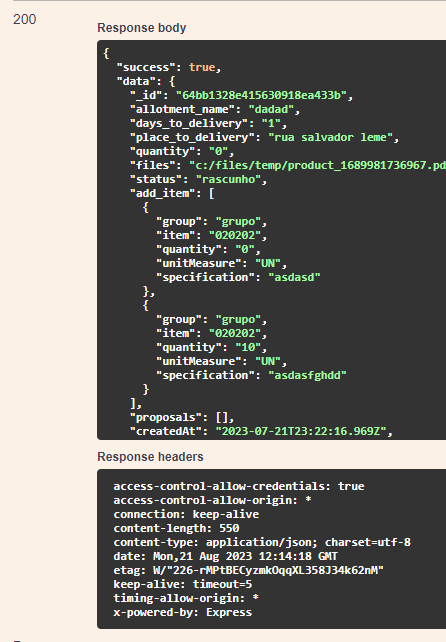 200
Response body
{
"success": true,
"data": {
"_id": "64bb1328e415630918ea433b",
"allotment_name": "dadad",
"days_to_delivery": "1",
"place_to_delivery": "rua salvador leme",
"quantity": "0",
"files": "c:/files/temp/product_1689981736967.pd
"status": "rascunho",
"add_item": [
{
"group": "grupo",
"item": "020202",
"quantity": "0",
"unitMeasure": "UN",
"specification": "asdasd"
},
{
"group": "grupo",
"item": "020202",
"quantity": "10",
"unitMeasure": "UN",
"specification": "asdasfghdd"
}
],
"proposals": [],
"createdAt": "2023-07-21T23:22:16.969Z",
Response headers
access-control-allow-credentials: true
access-control-allow-origin: *
connection: keep-alive
content-length: 550
content-type: application/json; charset=utf-8
date: Mon,21 Aug 2023 12:14:18 GMT
etag: W/"226-rMPtBECyzmkOqqXL358J34k62nM"
keep-alive: timeout=5
timing-allow-origin: *
x-powered-by: Express